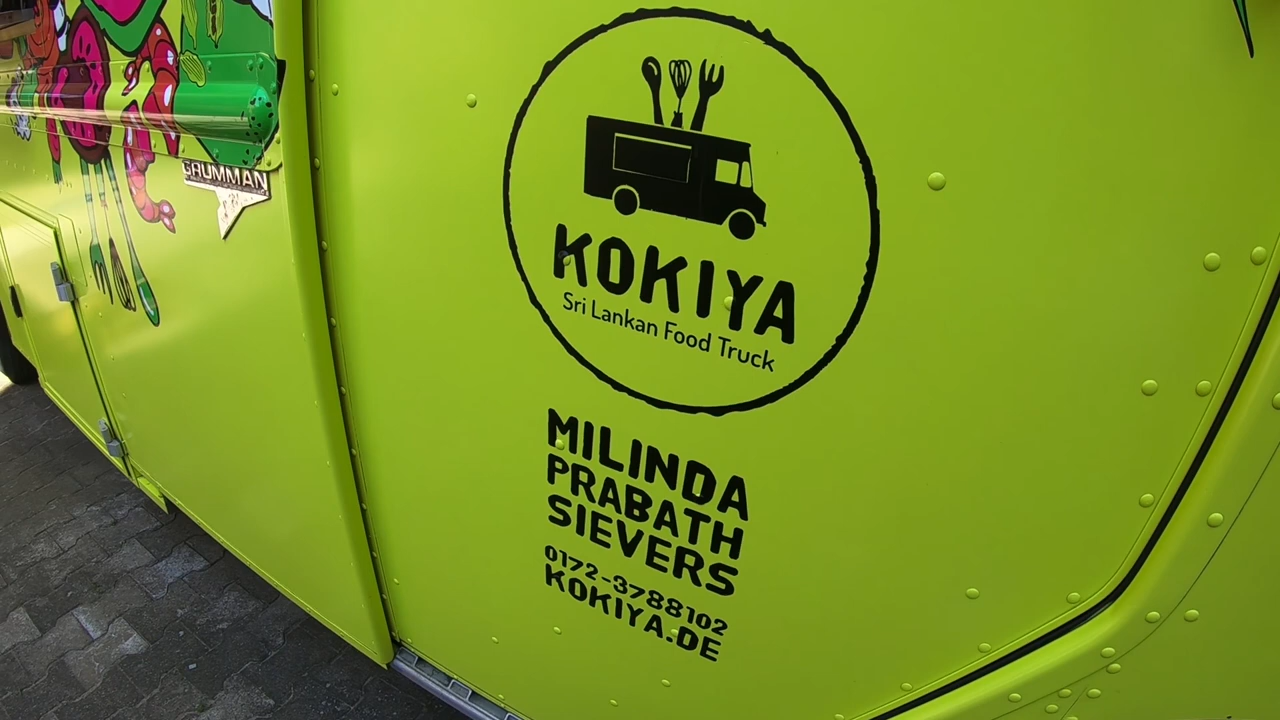 GRUMMAN
KOKIYA
Sri Lankan Food Truck
MILINDA
PRABATH
SIEVERS
0172-3788102
KOKIYA.DE